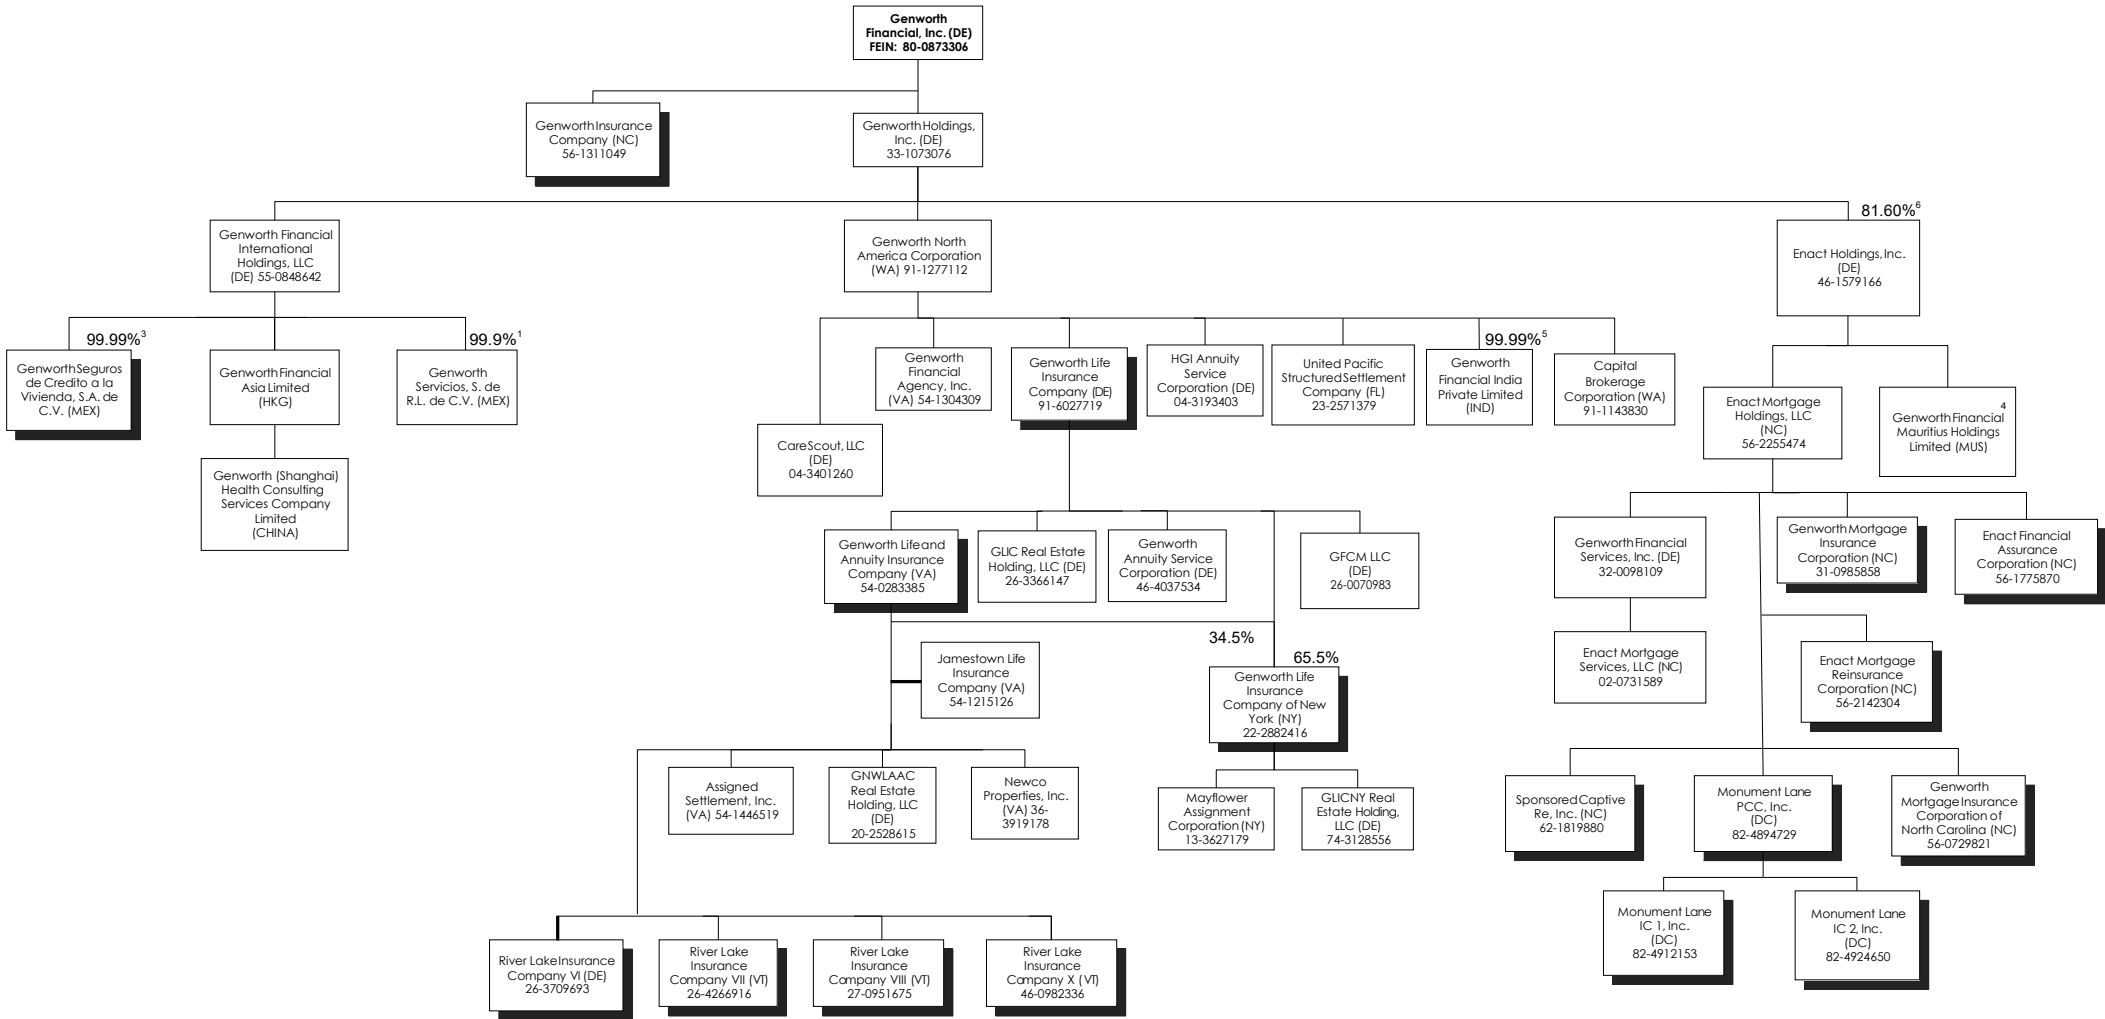 Genworth
Financial, Inc. (DE)
FEIN: 80-0873306
Genworth Insurance
Company (NC)
56-1311049
Genworth Holdings,
Inc. (DE)
33-1073076
Genworth Financial
International
Holdings, LLC
(DE) 55-0848642
Genworth North
America Corporation
(WA) 91-1277112
81.60%6
Enact Holdings, Inc.
(DE)
46-1579166
99.99%3
Genworth Seguros
de Credito a la
Vivienda, S.A. de
C.V. (MEX)
Genworth Financial
Asia Limited
(HKG)
99.9%1
Genworth
Servicios, S. de
R.L. de C.V. (MEX)
Genworth (Shanghai)
Health Consulting
Services Company
Limited
(CHINA)
CareScout, LLC
(DE)
04-3401260
Genworth
Financial
Agency, Inc.
(VA) 54-1304309
Genworth Life
Insurance
Company (DE)
91-6027719
HGI Annuity
Service
Corporation (DE)
04-3193403
United Pacific
Structured Settlement
Company (FL)
23-2571379
99.99%5
Genworth
Financial India
Private Limited
(IND)
Capital
Brokerage
Corporation (WA)
91-1143830
Enact Mortgage
Holdings, LLC
(NC)
56-2255474
4
Genworth Financial
Mauritius Holdings
Limited (MUS)
Genworth Life and
Annuity Insurance
Company (VA)
54-0283385
GLIC Real Estate
Holding, LLC (DE)
26-3366147
Genworth
Annuity Service
Corporation (DE)
46-4037534
GFCM LLC
(DE)
26-0070983
Genworth Financial
Services, Inc. (DE)
32-0098109
Genworth Mortgage
Insurance
Corporation (NC)
31-0985858
Enact Financial
Assurance
Corporation (NC)
56-1775870
34.5%
65.5%
Jamestown Life
Insurance
Company (VA)
54-1215126
Genworth Life
Insurance
Company of New
York (NY)
22-2882416
Enact Mortgage
Services, LLC (NC)
02-0731589
Enact Mortgage
Reinsurance
Corporation (NC)
56-2142304
Assigned
Settlement, Inc.
(VA) 54-1446519
GNWLAAC
Real Estate
Holding, LLC
(DE)
20-2528615
Newco
Properties, Inc.
(VA) 36-
3919178
Mayflower
Assignment
Corporation (NY)
13-3627179
GLICNY Real
Estate Holding,
LLC (DE)
74-3128556
Sponsored Captive
Re, Inc. (NC)
62-1819880
Monument Lane
PCC, Inc.
(DC)
82-4894729
Genworth
Mortgage Insurance
Corporation of
North Carolina (NC)
56-0729821
Monument Lane
IC 1, Inc.
(DC)
82-4912153
Monument Lane
IC 2, Inc.
(DC)
82-4924650
River Lake Insurance
Company VI (DE)
26-3709693
River Lake
Insurance
Company VII (VT)
26-4266916
River Lake
Insurance
Company VIII (VT)
27-0951675
River Lake
Insurance
Company X (VT)
46-0982336